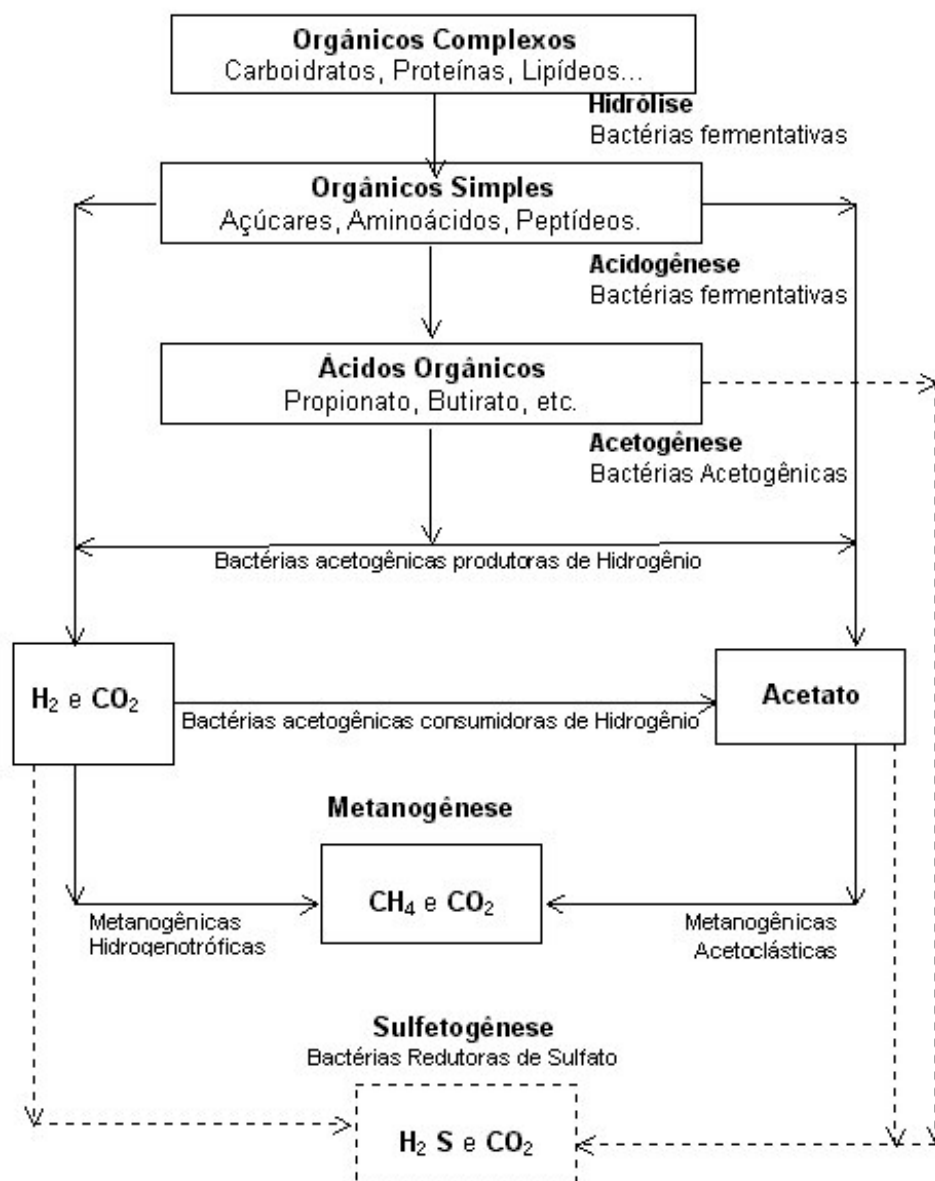 Orgânicos Complexos
Carboidratos, Proteínas, Lipídeos...
Hidrólise
Bactérias fermentativas
Orgânicos Simples
Açúcares, Aminoácidos, Peptídeos.
Acidogênese
Bactérias fermentativas
Ácidos Orgânicos
Propionato, Butirato, etc.
Acetogênese
Bactérias Acetogênicas
Bactérias acetogênicas produtoras de Hidrogênio
H₂ e CO₂
Acetato
Bactérias acetogênicas consumidoras de Hidrogênio
Metanogênese
CH₄ e CO₂
Metanogênicas
Hidrogenotróficas
Metanogênicas
Acetoclásticas
Sulfetogênese
Bactérias Redutoras de Sulfato
H₂ S e CO₂